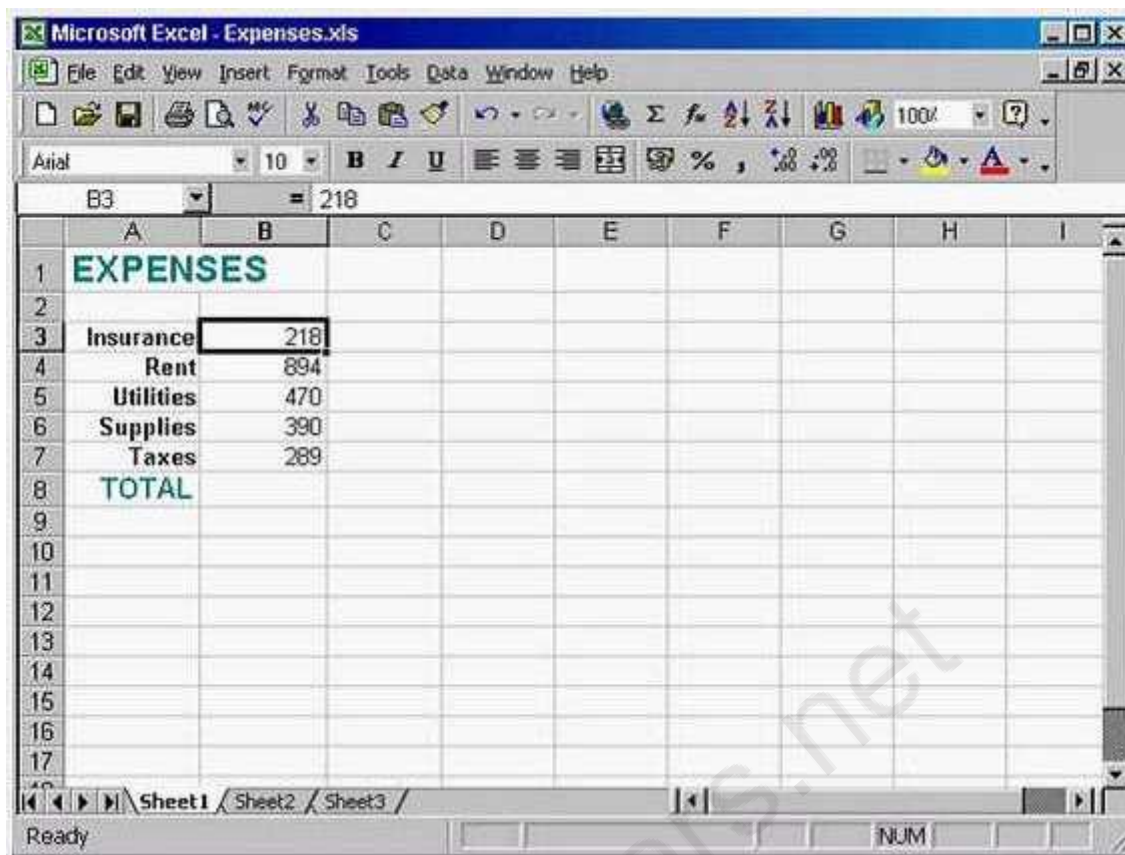 Microsoft Excel - Expenses.xls
File Edit View Insert Format Tools Data Window Help
100%
Arial 10 B I U % ,
B3 = 218
A B C D E F G H I
1 EXPENSES
2
3 Insurance 218
4 Rent 894
5 Utilities 470
6 Supplies 390
7 Taxes 289
8 TOTAL
9
10
11
12
13
14
15
16
17
Sheet1 Sheet2 Sheet3
Ready NUM